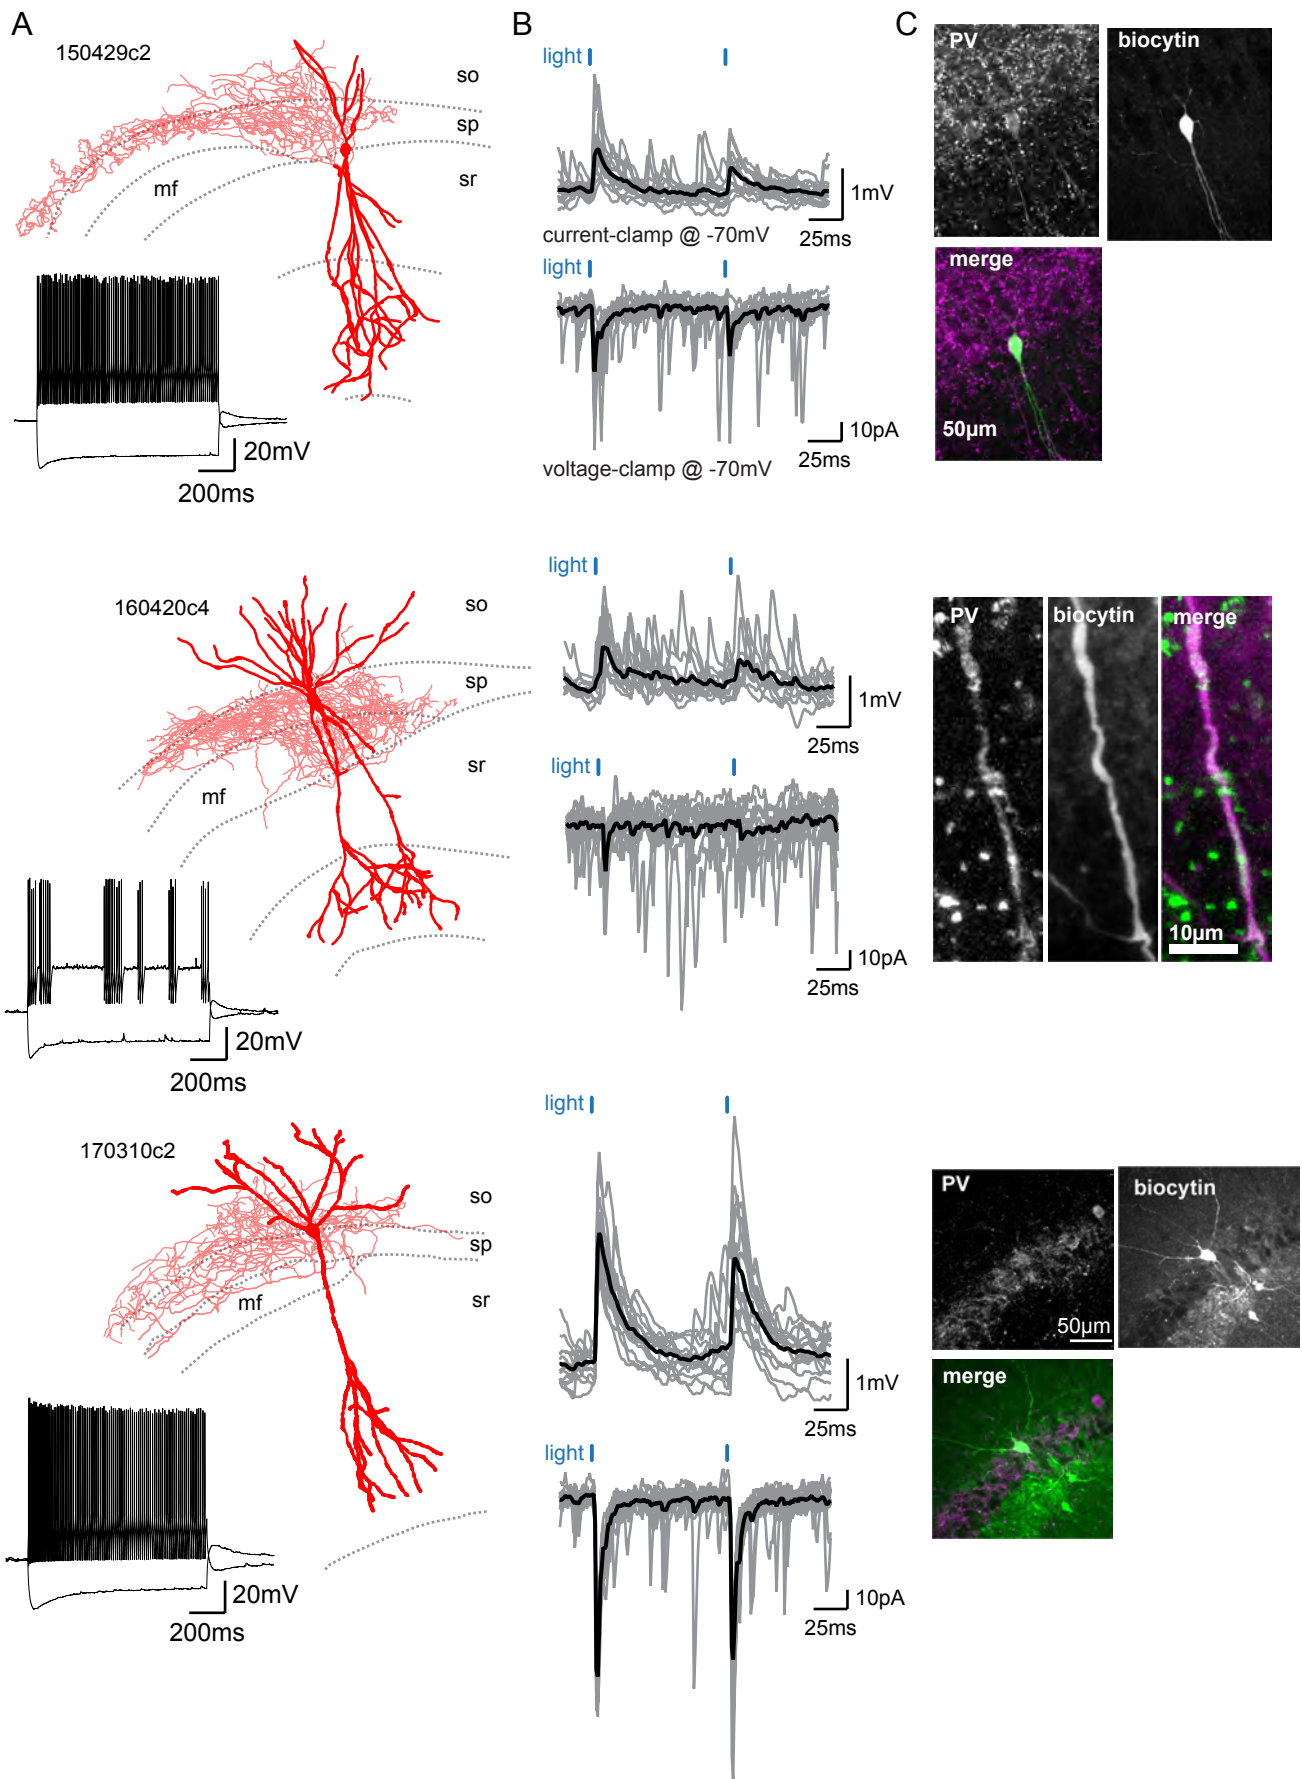 A
B
C
150429c2
so
sp
sr
mf
20mV
200ms
light
1mV
25ms
current-clamp @ -70mV
light
10pA
25ms
voltage-clamp @ -70mV
PV
biocytin
merge
50µm
160420c4
so
sp
sr
mf
20mV
200ms
light
1mV
25ms
light
10pA
25ms
PV
biocytin
merge
10µm
170310c2
so
sp
sr
mf
20mV
200ms
light
1mV
25ms
light
10pA
25ms
PV
biocytin
50µm
merge